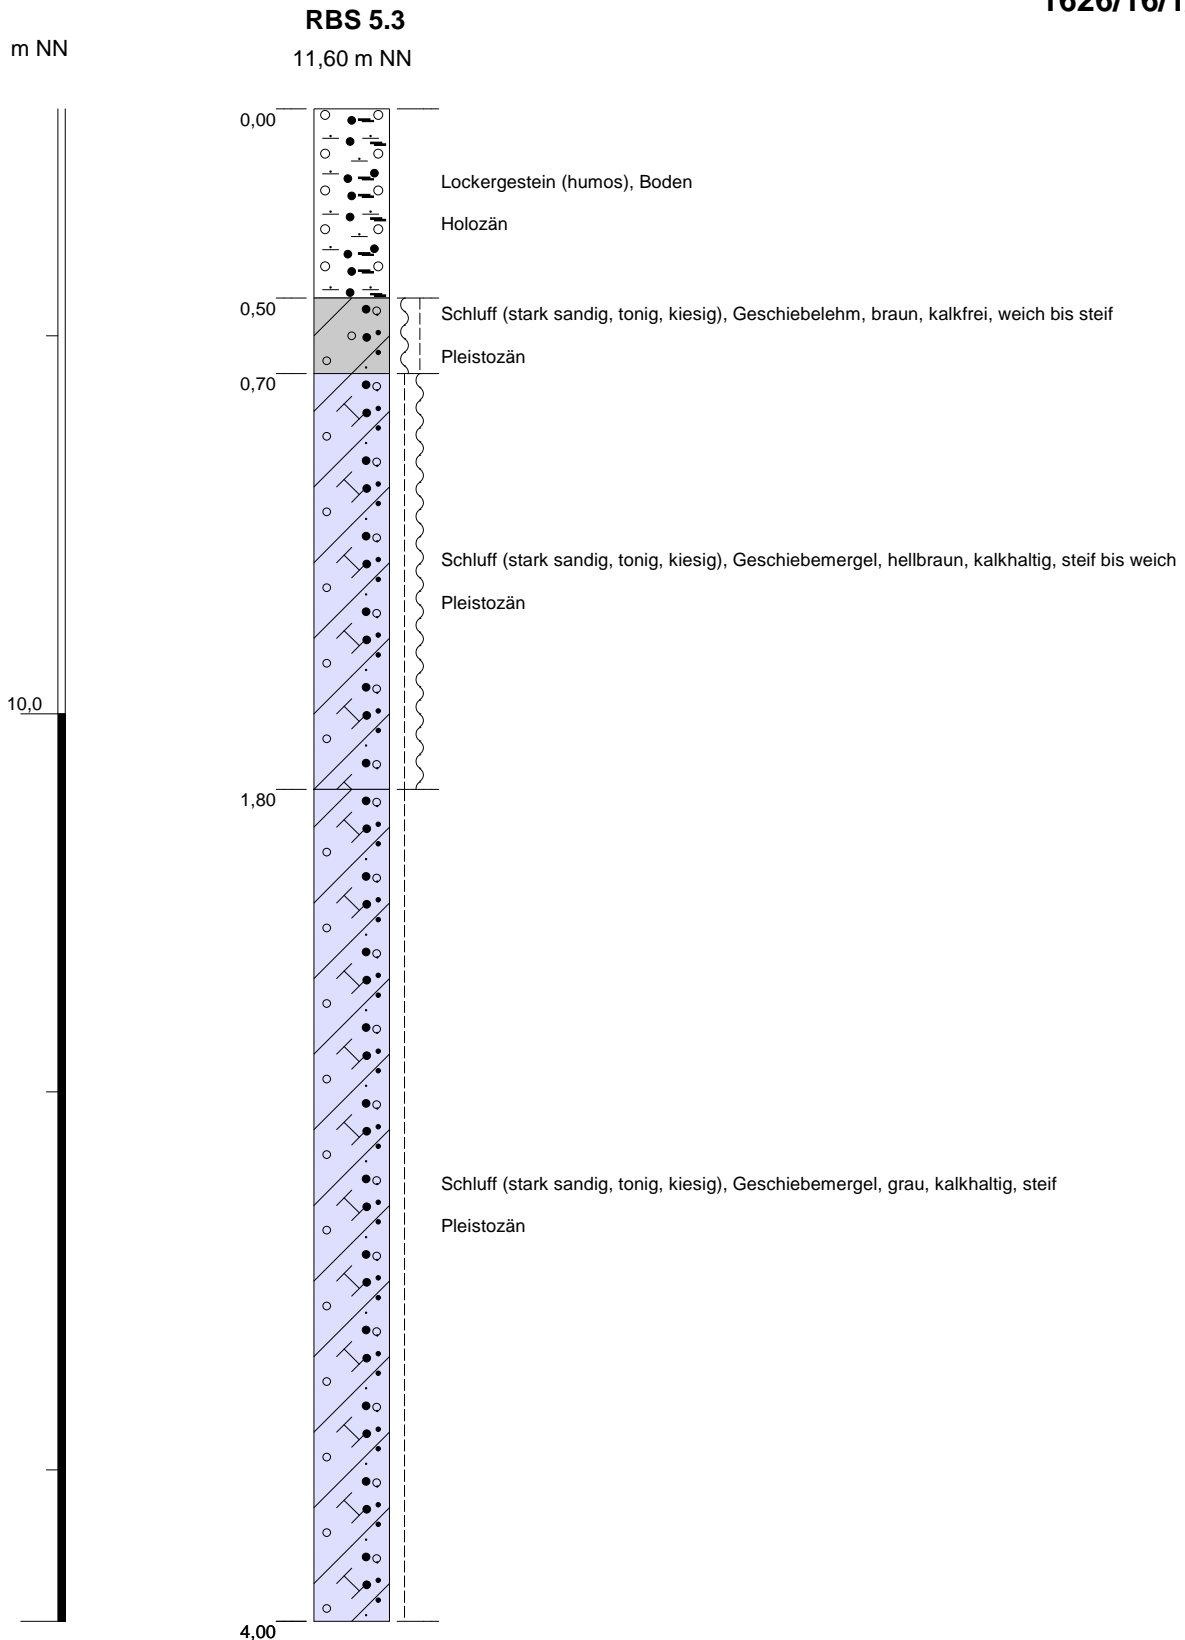 RBS 5.3
m NN
11,60 m NN
0,00
Lockergestein (humos), Boden
Holozän
0,50
Schluff (stark sandig, tonig, kiesig), Geschiebelehm, braun, kalkfrei, weich bis steif
Pleistozän
0,70
Schluff (stark sandig, tonig, kiesig), Geschiebemergel, hellbraun, kalkhaltig, steif bis weich
Pleistozän
10,0
1,80
Schluff (stark sandig, tonig, kiesig), Geschiebemergel, grau, kalkhaltig, steif
Pleistozän
4,00